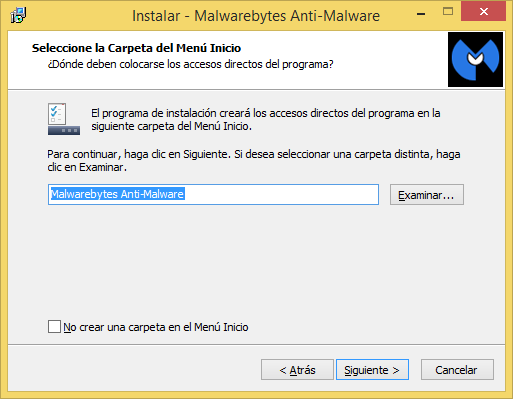 Instalar - Malwarebytes Anti-Malware
Seleccione la Carpeta del Menú Inicio
¿Dónde deben colocarse los accesos directos del programa?
El programa de instalación creará los accesos directos del programa en la
siguiente carpeta del Menú Inicio.
Para continuar, haga clic en Siguiente. Si desea seleccionar una carpeta distinta, haga
clic en Examinar.
Malwarebytes Anti-Malware
Examinar...
No crear una carpeta en el Menú Inicio
< Atrás
Siguiente >
Cancelar